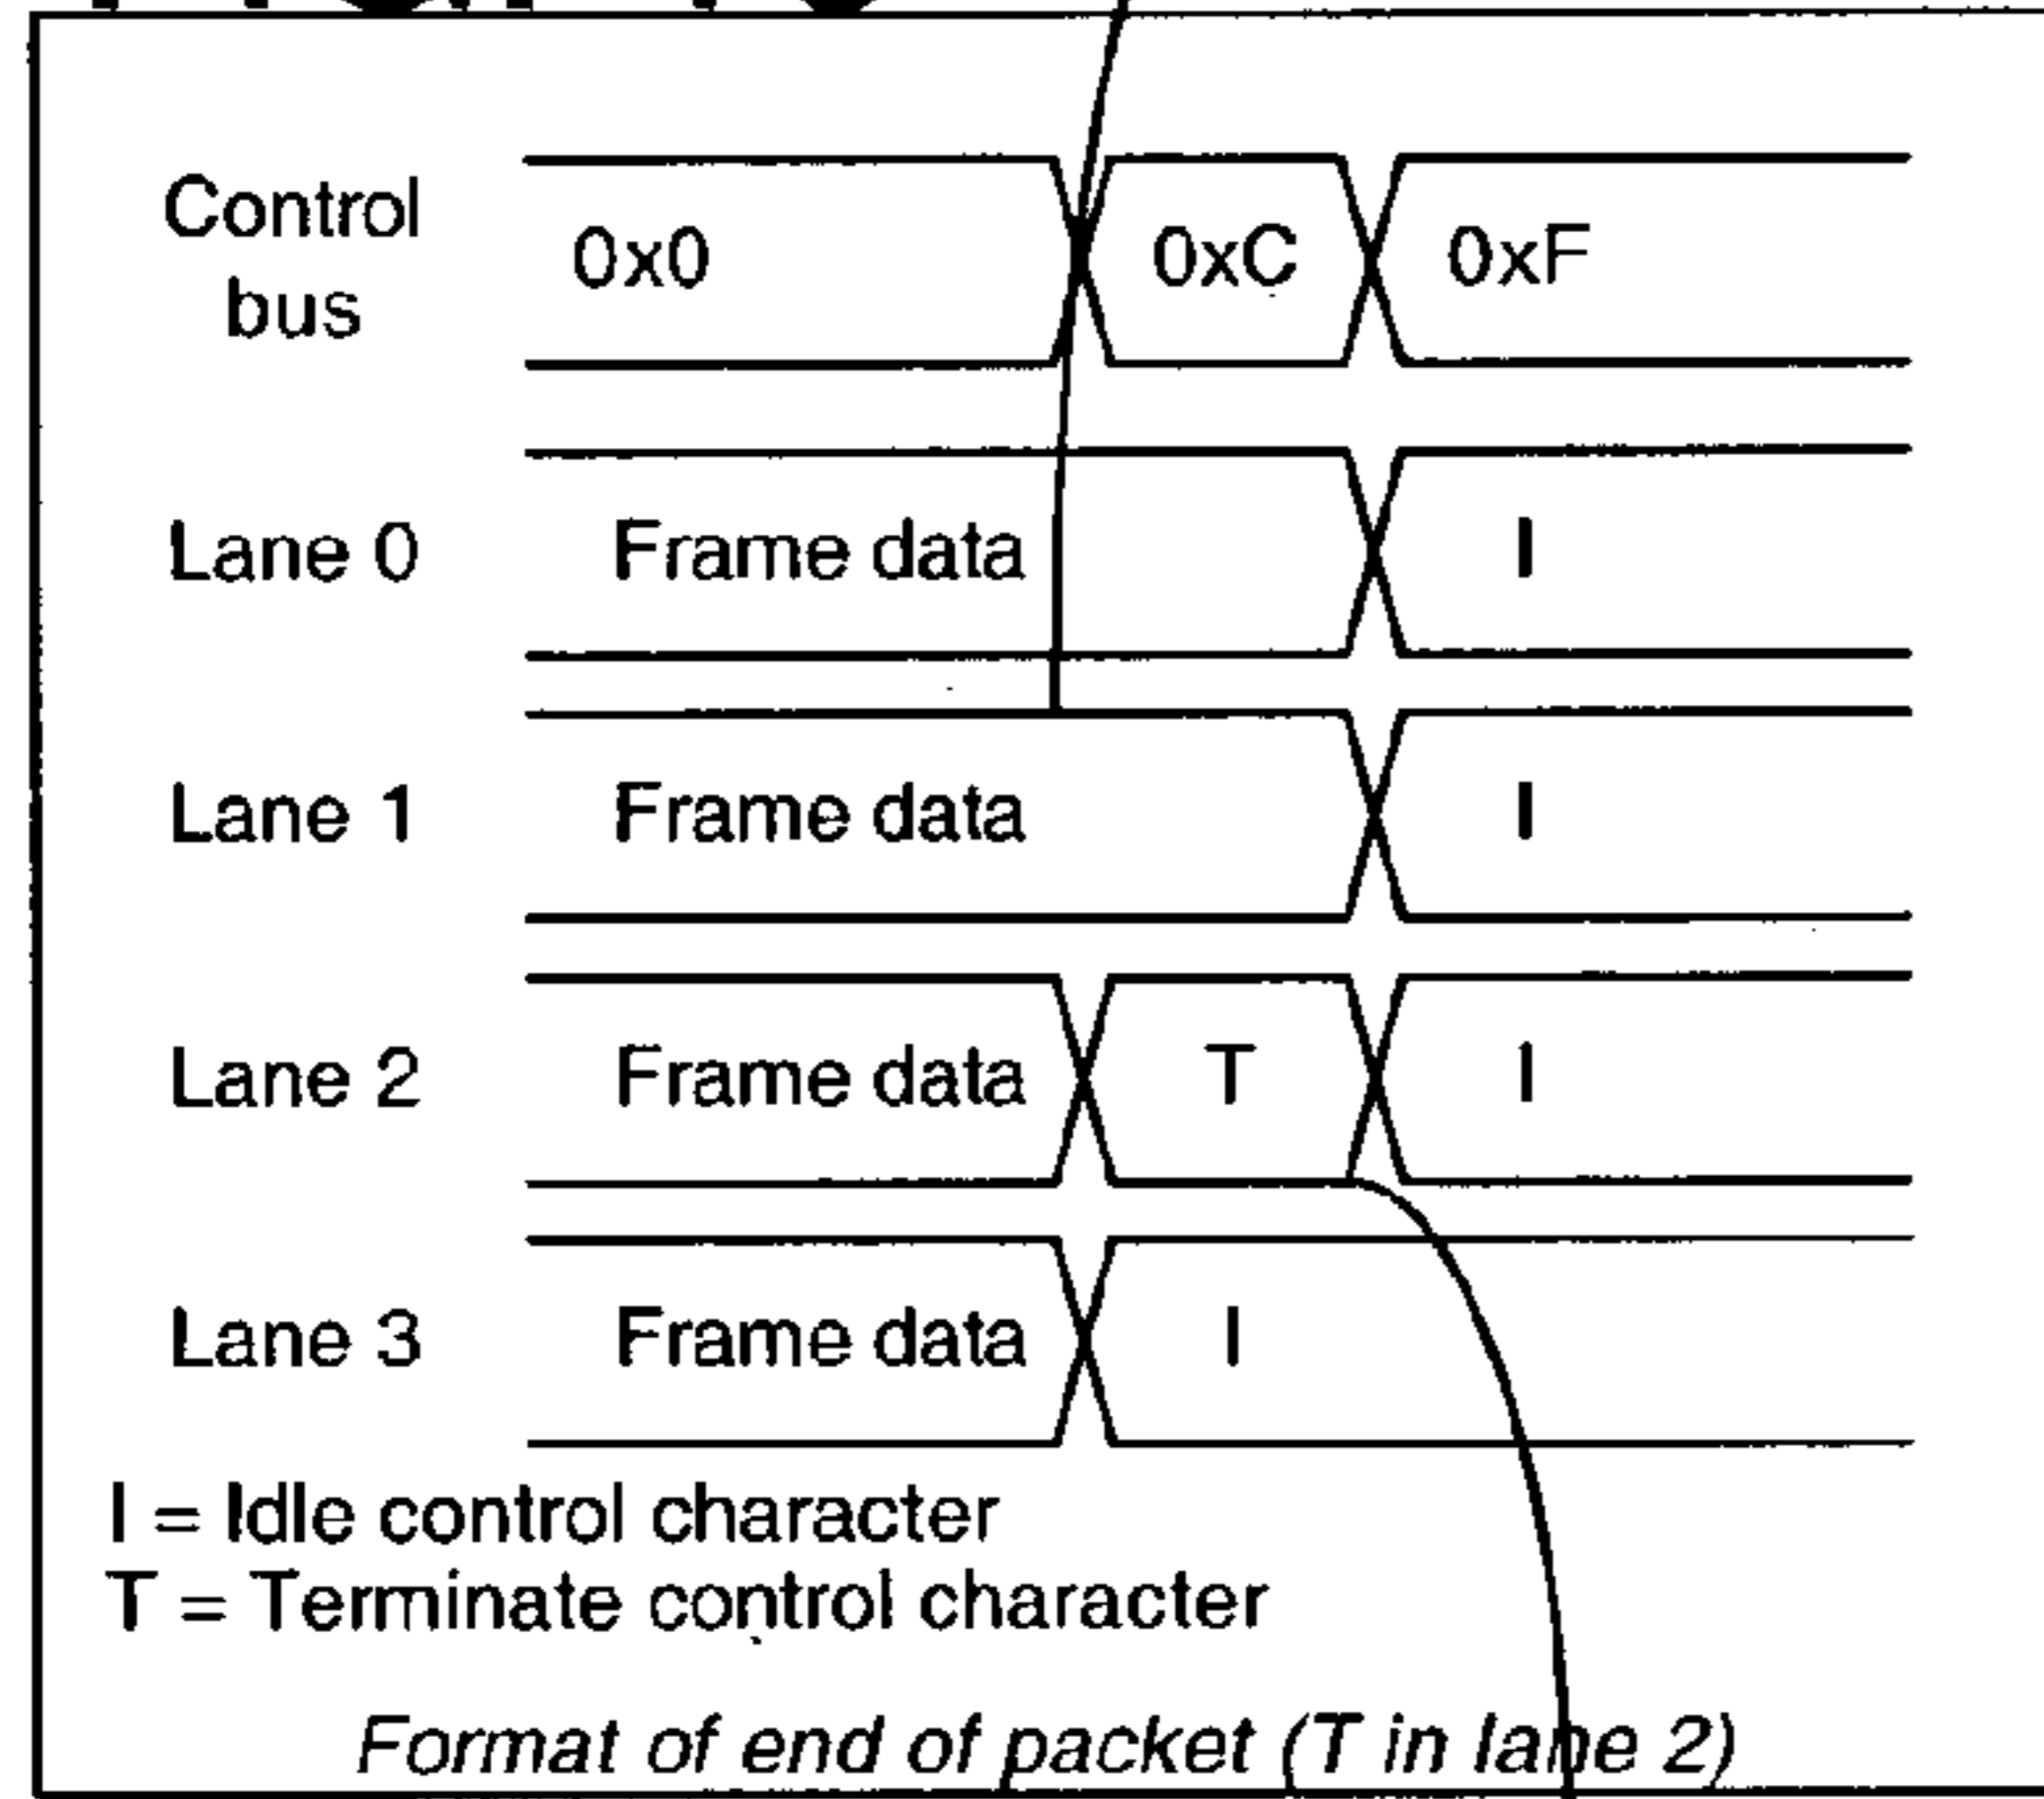 Control
bus
0x0 0xC 0xF
Lane 0 Frame data I
Lane 1 Frame data I
Lane 2 Frame data T I
Lane 3 Frame data I
I = Idle control character
T = Terminate control character
Format of end of packet (T in lane 2)